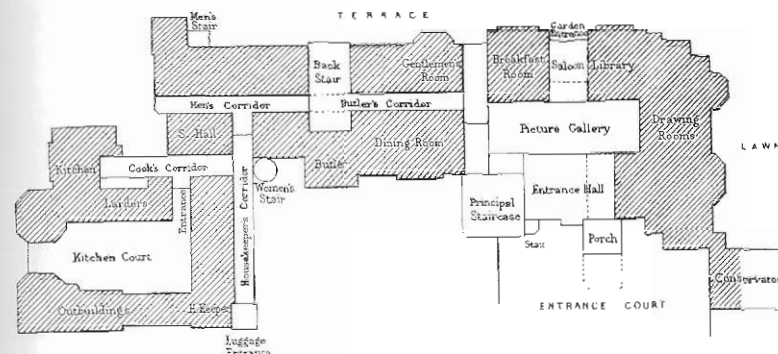 TERRACE
Men's
Stair
Garden
Entrance
Back
Stair
Gentlemen's
Room
Breakfast
Room
Saloon
Library
Men's Corridor
Butler's Corridor
S. Hall
Dining Room
Picture Gallery
Drawing
Rooms
LAWN
Kitchen
Cook's Corridor
Butler
Women's
Stair
Entrance Hall
Larders
Entrance
Housekeeper's Corridor
Principal
Staircase
Stair
Porch
Kitchen Court
Conservator
Outbuildings
H.Keeper
ENTRANCE COURT
Luggage
Entrance